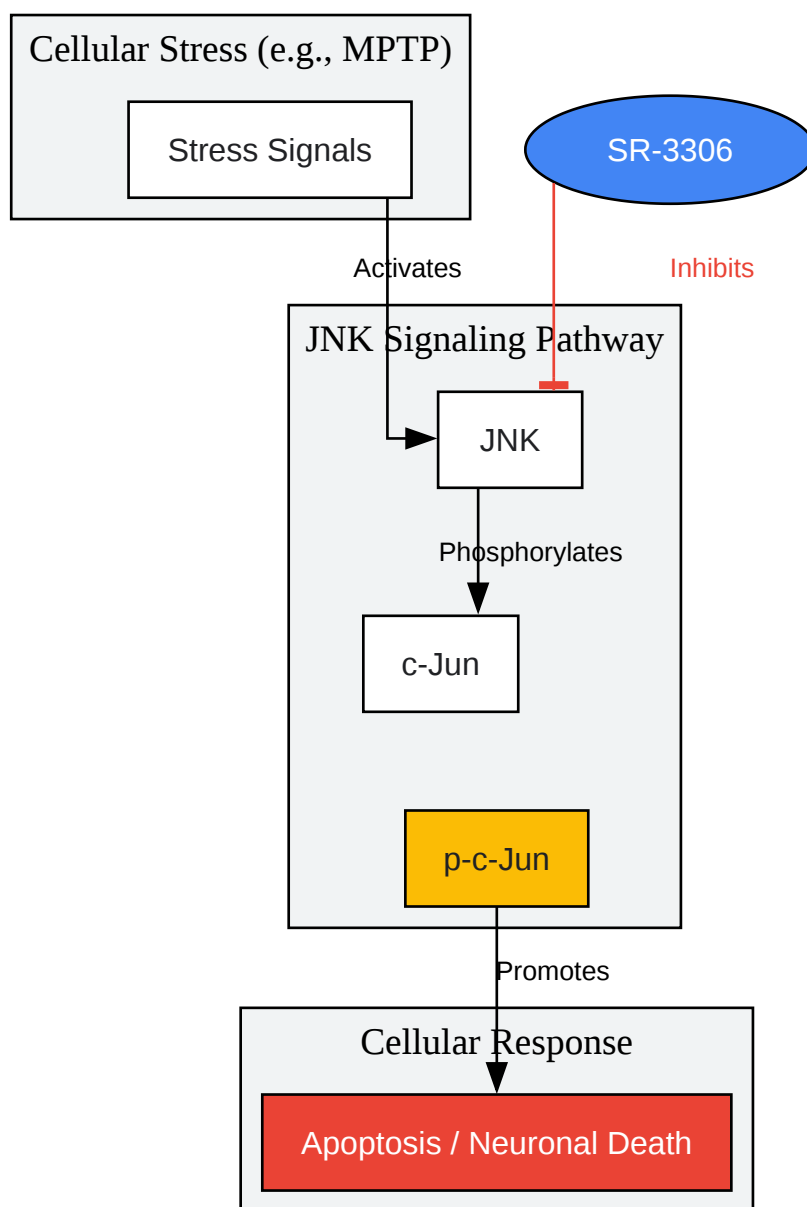 Cellular Stress (e.g., MPTP)
Stress Signals
SR-3306
Activates
Inhibits
JNK Signaling Pathway
JNK
Phosphorylates
c-Jun
p-c-Jun
Promotes
Cellular Response
Apoptosis / Neuronal Death